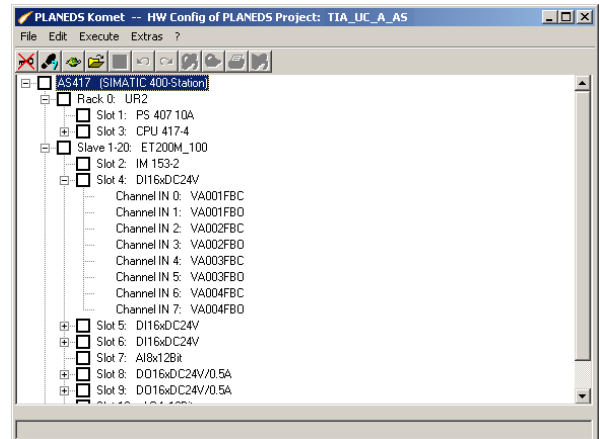 PLANEDS Komet -- HW Config of PLANEDS Project: TIA_UC_A_AS
File Edit Execute Extras ?
AS417 (SIMATIC 400-Station)
Rack 0: UR2
Slot 1: PS 407 10A
Slot 3: CPU 417-4
Slave 1-20: ET200M_100
Slot 2: IM 153-2
Slot 4: DI16xDC24V
Channel IN 0: VA001FBC
Channel IN 1: VA001FBO
Channel IN 2: VA002FBC
Channel IN 3: VA002FBO
Channel IN 4: VA003FBC
Channel IN 5: VA003FBO
Channel IN 6: VA004FBC
Channel IN 7: VA004FBO
Slot 5: DI16xDC24V
Slot 6: DI16xDC24V
Slot 7: AI8x12Bit
Slot 8: DO16xDC24V/0.5A
Slot 9: DO16xDC24V/0.5A